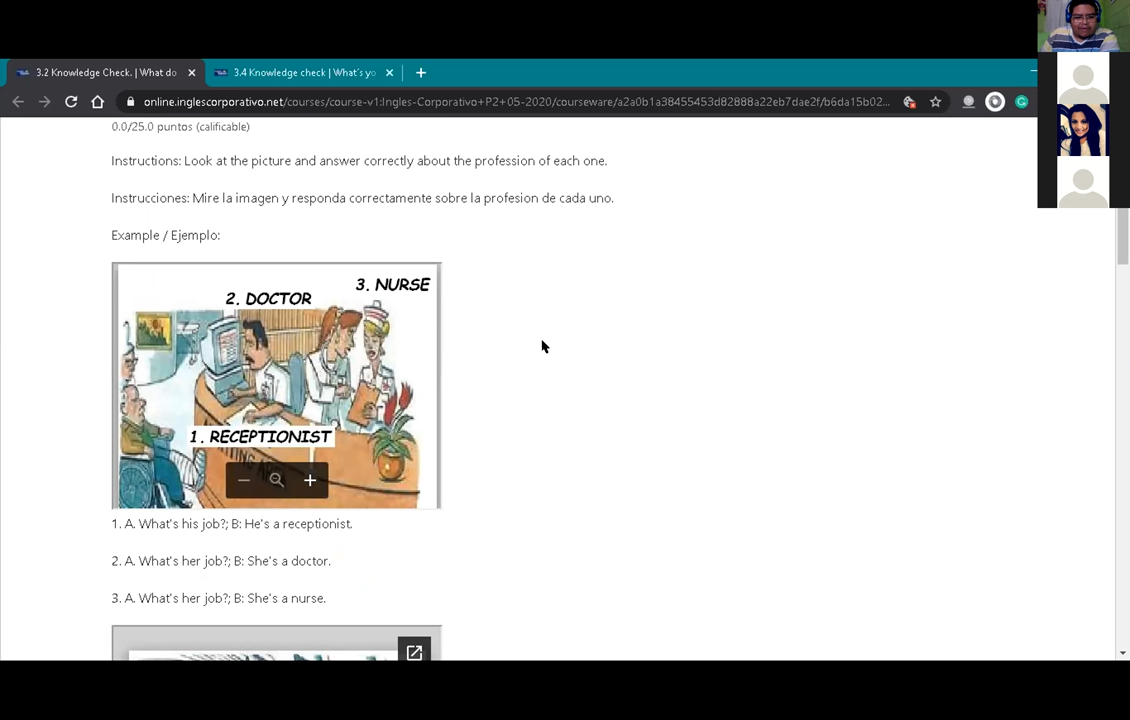 3.2 Knowledge Check. | What do
3.4 Knowledge check | What's yo
online.inglescorporativo.net/courses/course-v1:Ingles-Corporativo+P2+05-2020/courseware/a2a0b1a38455453d82888a22eb7dae2f/b6da15b02...
0.0/25.0 puntos (calificable)
Instructions: Look at the picture and answer correctly about the profession of each one.
Instrucciones: Mire la imagen y responda correctamente sobre la profesion de cada uno.
Example / Ejemplo:
3. NURSE
2. DOCTOR
1. RECEPTIONIST
1. A. What's his job?; B: He's a receptionist.
2. A. What's her job?; B: She's a doctor.
3. A. What's her job?; B: She's a nurse.